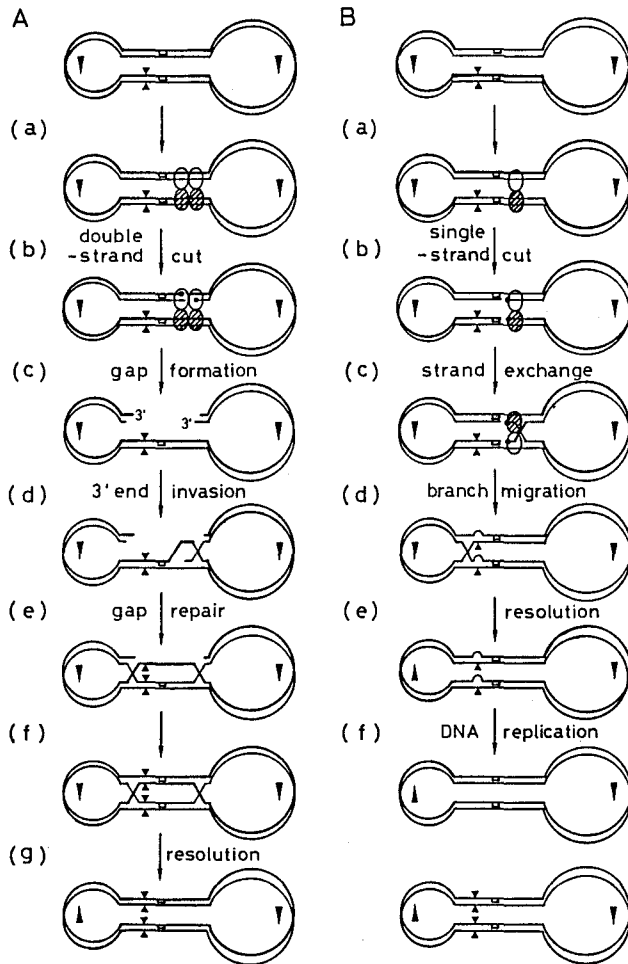 A
(a)
(b)
double
-strand cut
(c)
gap formation
3' 3'
(d)
3' end invasion
(e)
gap repair
(f)
(g)
resolution
B
(a)
(b)
single
-strand cut
(c)
strand exchange
(d)
branch migration
(e)
resolution
(f)
DNA replication